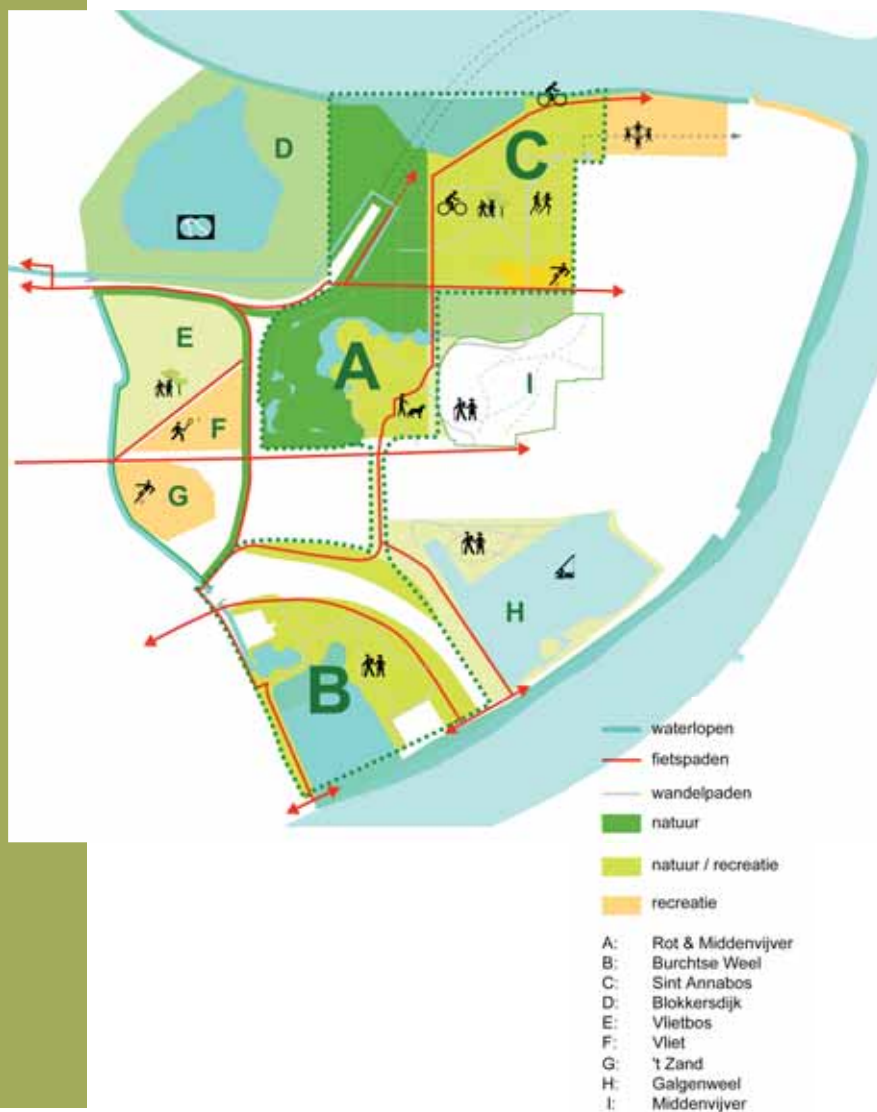 D
C
E
A
I
F
G
H
B
waterlopen
fietspaden
wandelpaden
natuur
natuur / recreatie
recreatie
A: Rot & Middenvijver
B: Burchtse Weel
C: Sint Annabos
D: Blokkersdijk
E: Vlietbos
F: Vliet
G: 't Zand
H: Galgenweel
I: Middenvijver